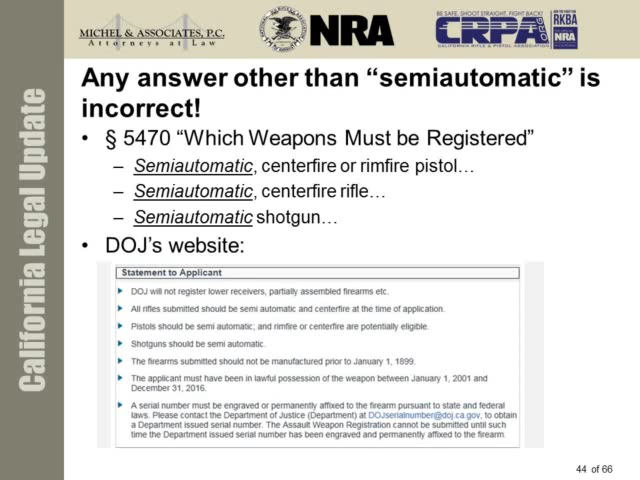 MICHEL & ASSOCIATES, P.C.
Attorneys at Law
NRA
BE SAFE, SHOOT STRAIGHT, FIGHT BACK!
CRPA.ORG
CALIFORNIA RIFLE & PISTOL ASSOCIATION
RKBA
NRA
California Legal Update
Any answer other than “semiautomatic” is
incorrect!
• § 5470 “Which Weapons Must be Registered”
– Semiautomatic, centerfire or rimfire pistol…
– Semiautomatic, centerfire rifle…
– Semiautomatic shotgun…
• DOJ’s website:
Statement to Applicant
DOJ will not register lower receivers, partially assembled firearms etc.
All rifles submitted should be semi automatic and centerfire at the time of application.
Pistols should be semi automatic; and rimfire or centerfire are potentially eligible.
Shotguns should be semi automatic.
The firearms submitted should not be manufactured prior to January 1, 1899.
The applicant must have been in lawful possession of the weapon between January 1, 2001 and
December 31, 2016.
A serial number must be engraved or permanently affixed to the firearm pursuant to state and federal
laws. Please contact the Department of Justice (Department) at DOJserialnumber@doj.ca.gov, to obtain
a Department issued serial number. The Assault Weapon Registration cannot be submitted until such
time the Department issued serial number has been engraved and permanently affixed to the firearm.
44 of 66